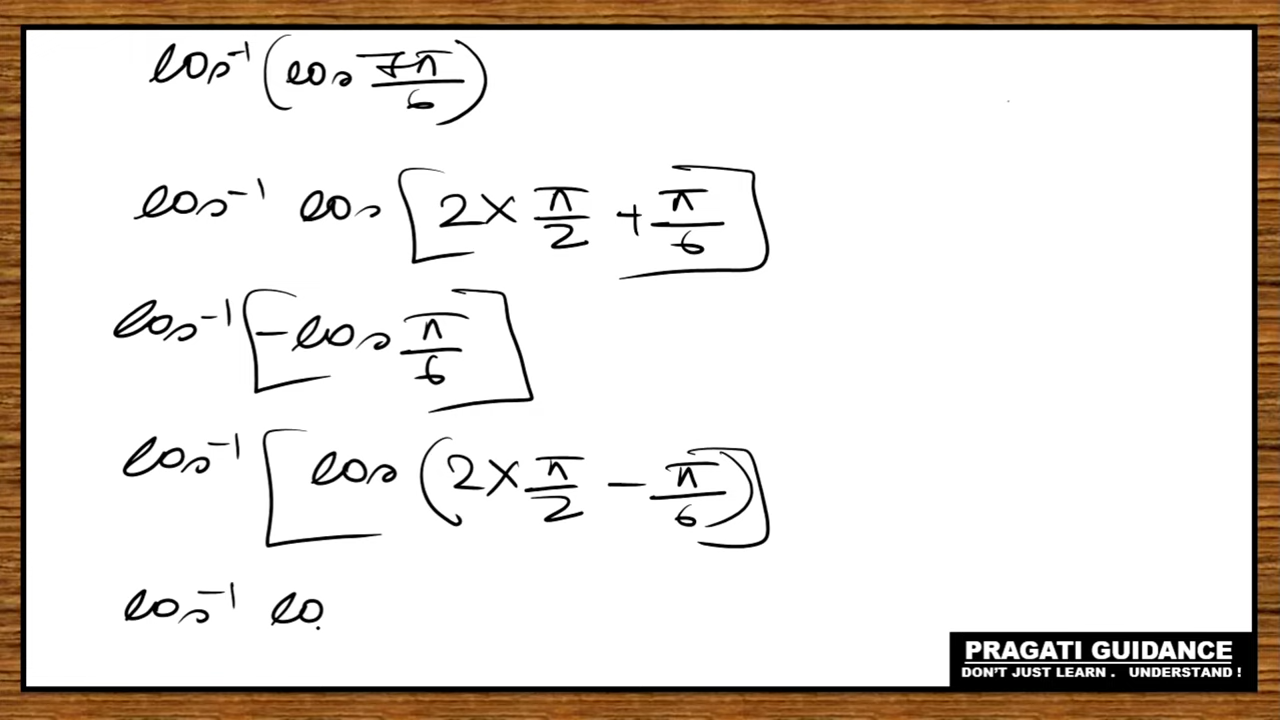 cos⁻¹ (cos 7π/6)
cos⁻¹ cos [2 × π/2 + π/6]
cos⁻¹ [-cos π/6]
cos⁻¹ [cos (2 × π/2 - π/6)]
cos⁻¹ co
PRAGATI GUIDANCE
DON'T JUST LEARN . UNDERSTAND !